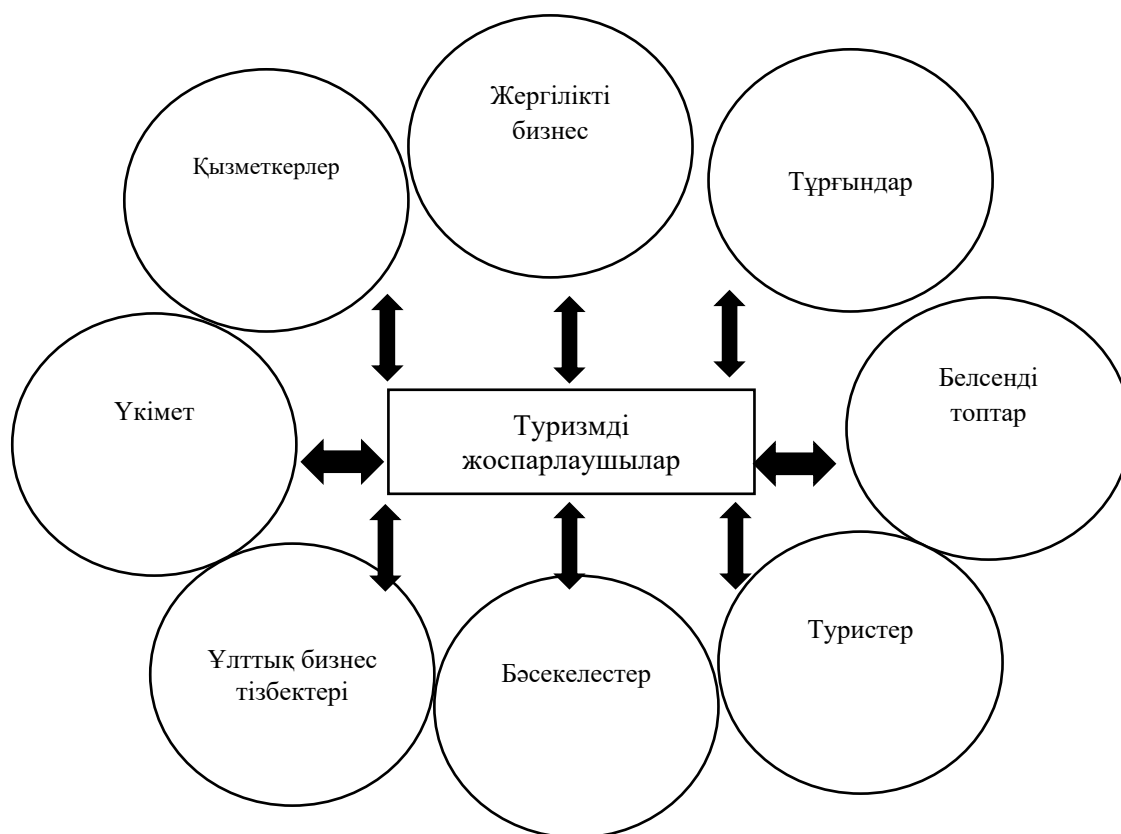 Жергілікті
бизнес
Қызметкерлер
Тұрғындар
Белсенді
топтар
Үкімет
Туризмді
жоспарлаушылар
Туристер
Ұлттық бизнес
тізбектері
Бәсекелестер